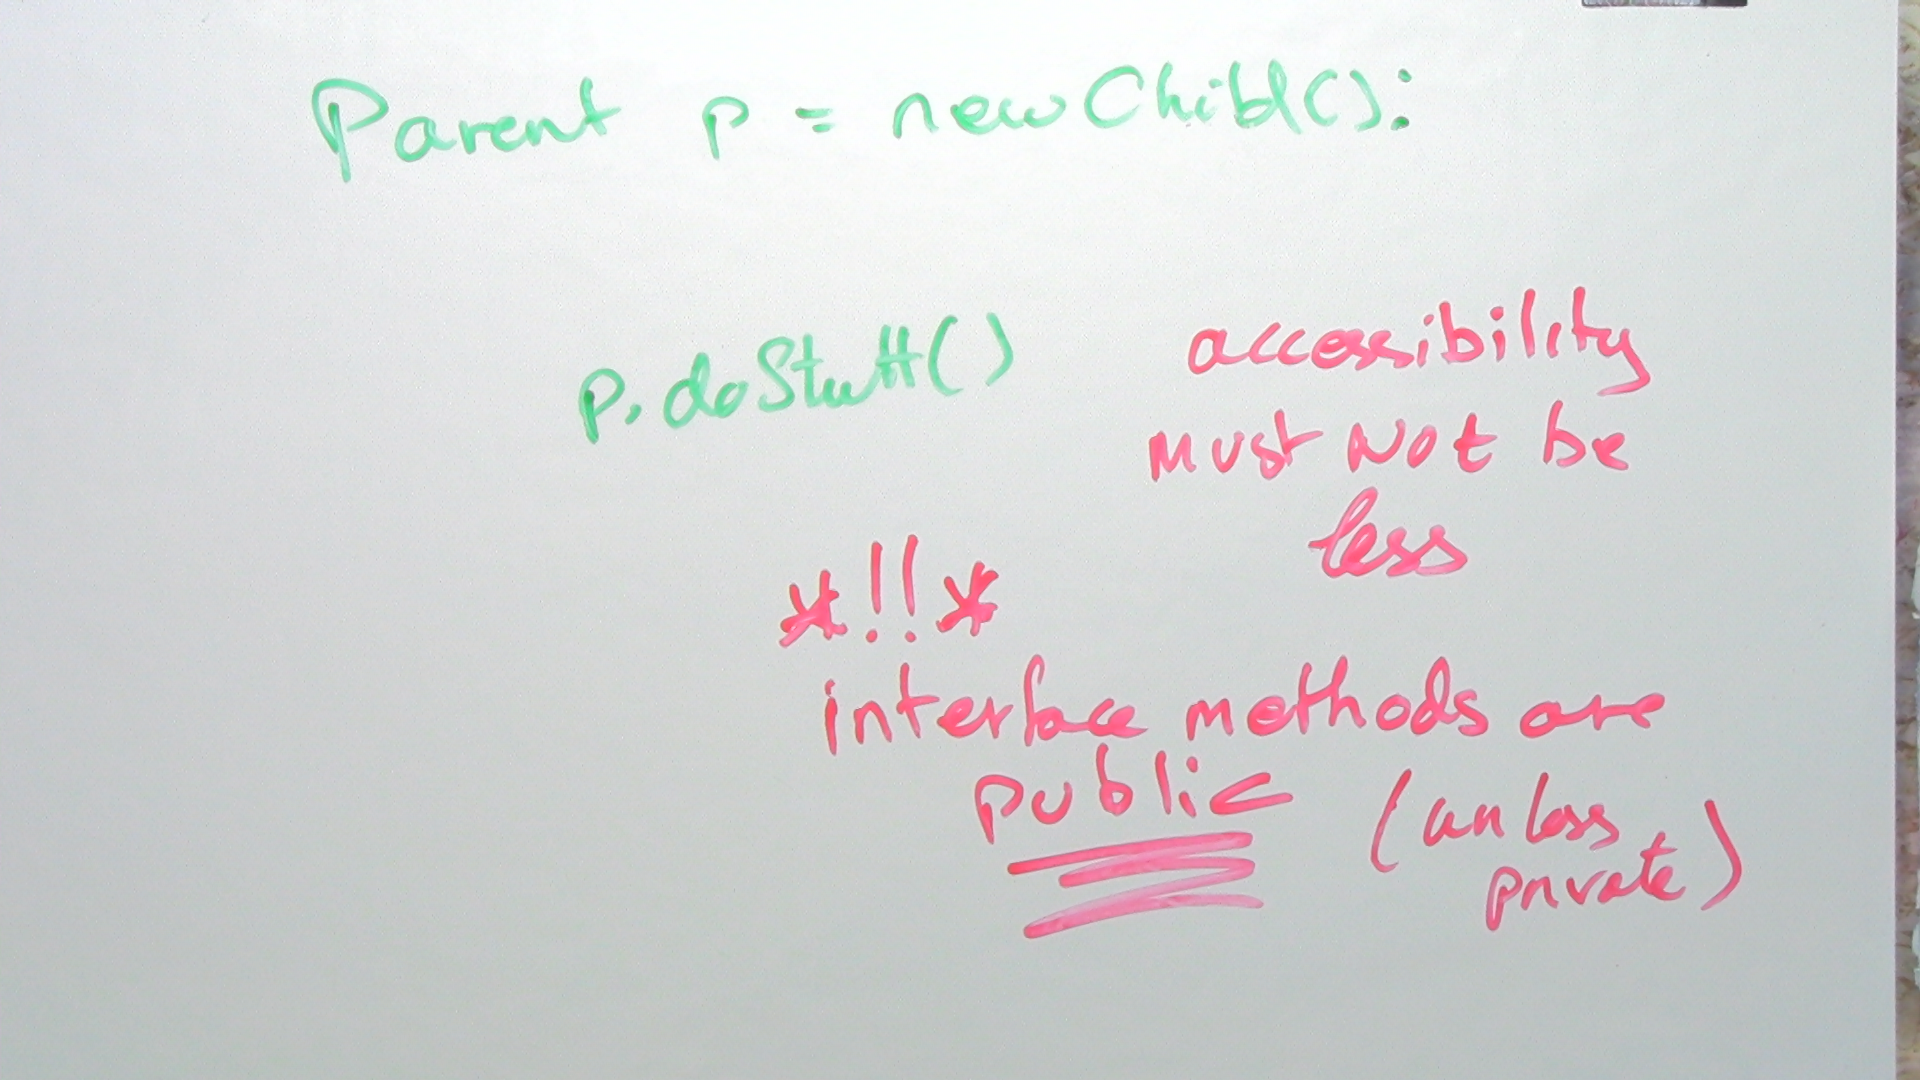 Parent p = new Child():
p.doStuff()
accessibility
must not be
less
*!!*
interface methods are
public (unless
private)